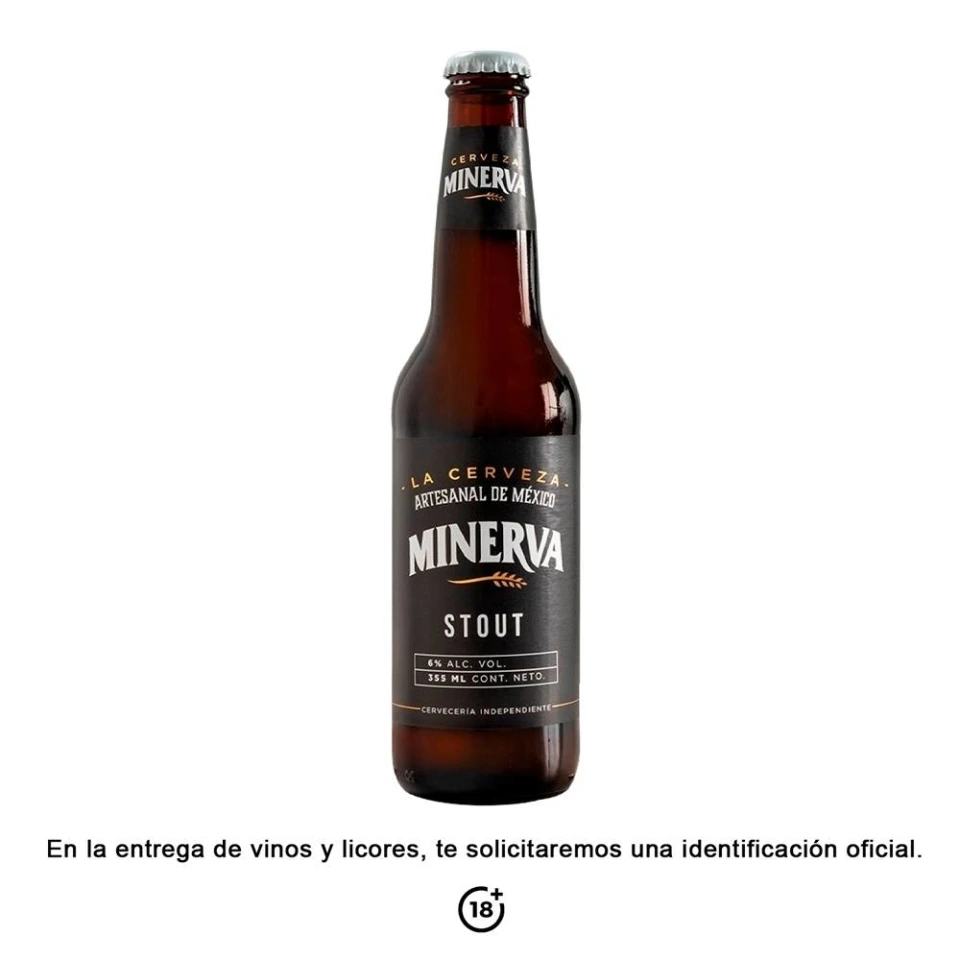 CERVEZA
MINERVA
- LA CERVEZA -
ARTESANAL DE MÉXICO
MINERVA
STOUT
6% ALC. VOL.
355 ML CONT. NETO.
CERVECERÍA INDEPENDIENTE
En la entrega de vinos y licores, te solicitaremos una identificación oficial.
18+